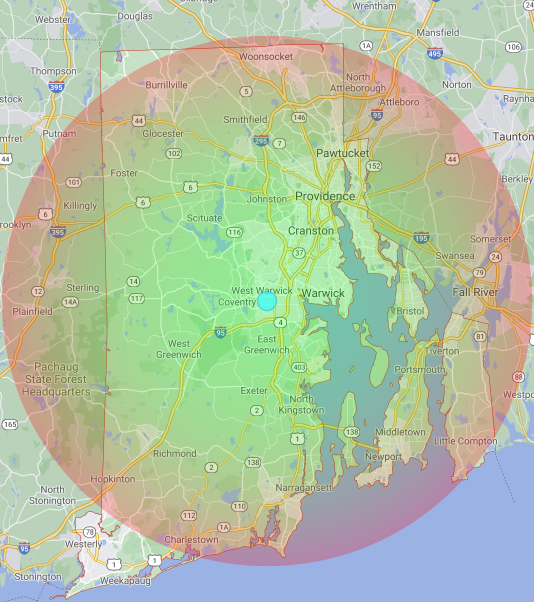 Webster
Douglas
Wrentham
24
1A
Mansfield
106
Woonsocket
495
Thompson
395
Burrillville
5
North
Attleborough
Norton
Raynha
stock
Attleboro
95
44
Smithfield
146
Putnam
mfret
Glocester
295
7
Taunton
44
102
Pawtucket
152
44
101
Foster
6
Berkley
Killingly
6
Johnston
Providence
6
rooklyn
Scituate
395
116
Cranston
195
Somerset
37
Swansea
79
14
24
Sterling
12
117
West Warwick
Warwick
Fall River
14A
Coventry
Plainfield
Bristol
4
95
81
West
Greenwich
East
Greenwich
Tiverton
Pachaug
State Forest
Headquarters
403
Portsmouth
88
Exeter
North
Kingstown
Westpo
2
165
1
138
Middletown
Little Compton
Richmond
138
Newport
2
Hopkinton
North
Stonington
Narragansett
110
112
1A
78
Westerly
Charlestown
95
1
1
Stonington
Weekapaug